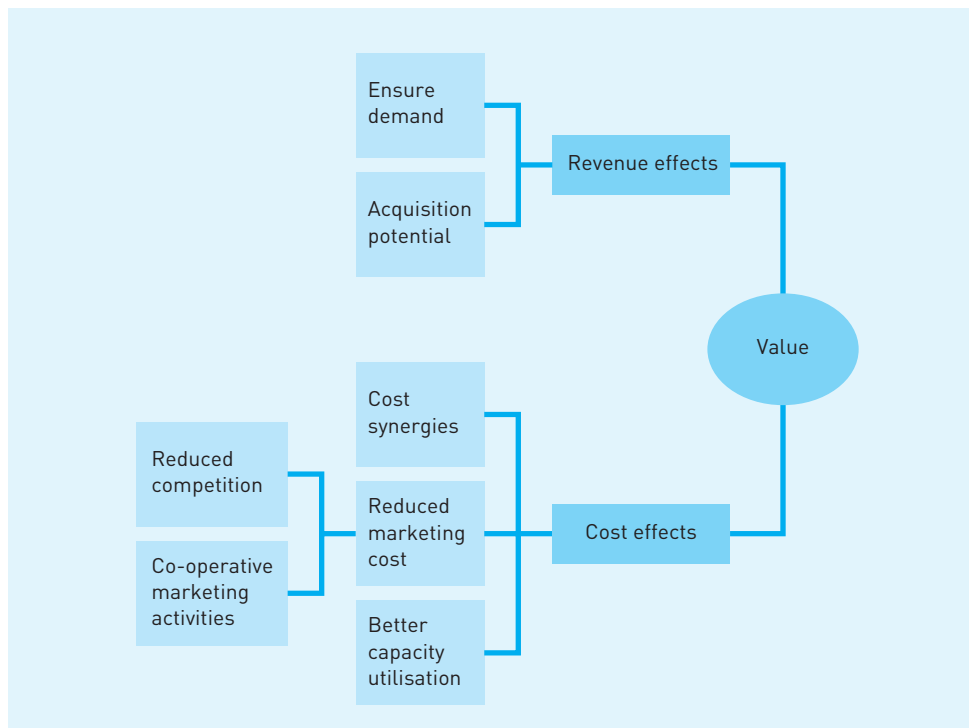 Ensure
demand
Acquisition
potential
Revenue effects
Value
Cost
synergies
Reduced
competition
Reduced
marketing
cost
Cost effects
Co-operative
marketing
activities
Better
capacity
utilisation